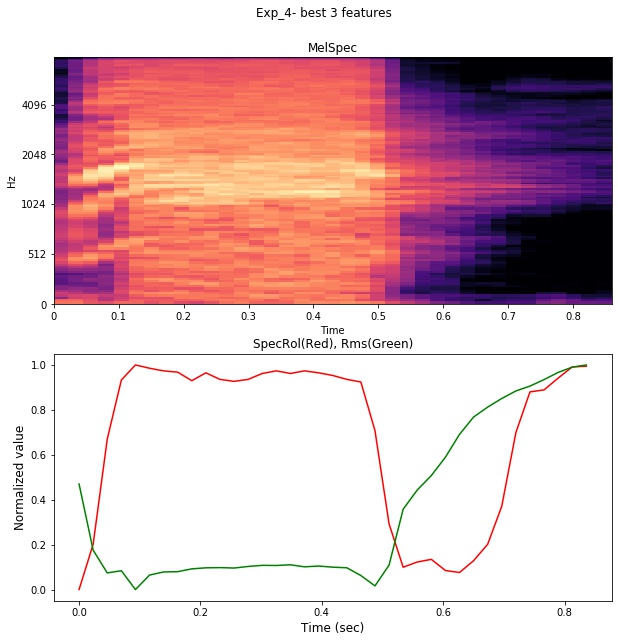 Exp_4- best 3 features
MelSpec
4096
2048
1024
512
0
Hz
0 0.1 0.2 0.3 0.4 0.5 0.6 0.7 0.8
Time
SpecRol(Red), Rms(Green)
1.0
0.8
0.6
0.4
0.2
0.0
Normalized value
0.0 0.2 0.4 0.6 0.8
Time (sec)